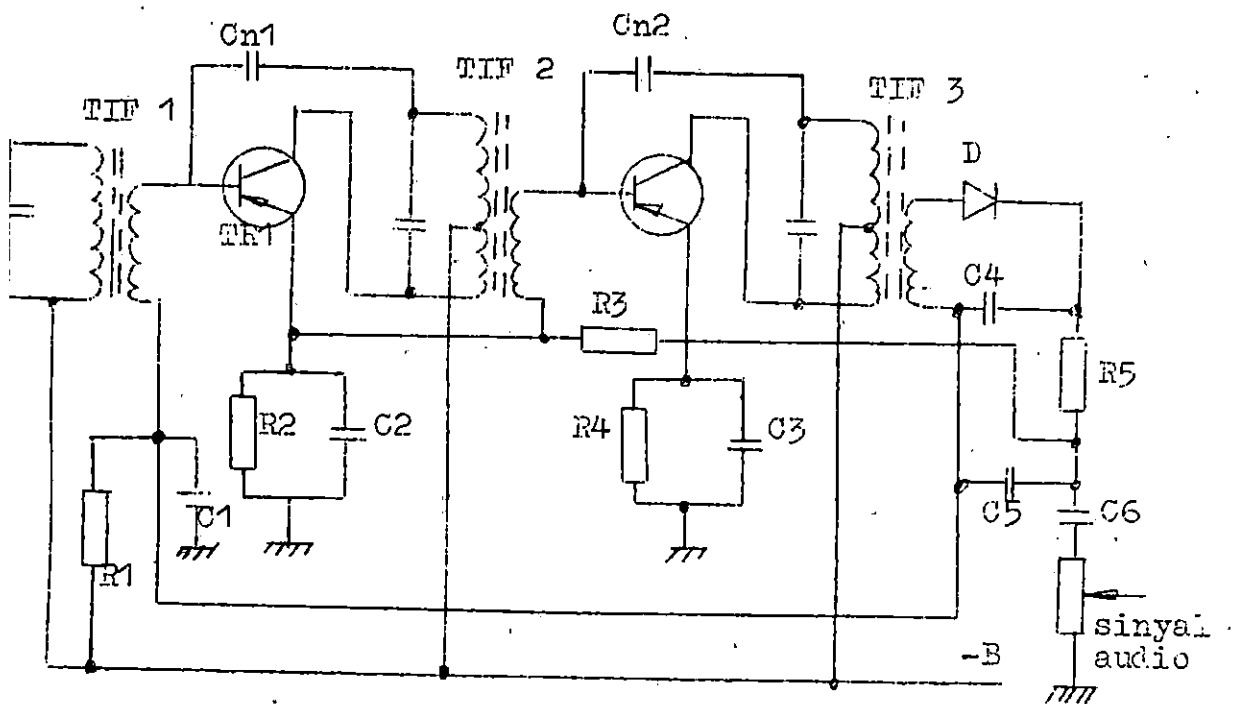 Cn1
Cn2
TIF 1
TIF 2
TIF 3
D
TR1
C4
R3
R5
R2
C2
R4
C3
C1
R1
C5
C6
-B
sinyal
audio